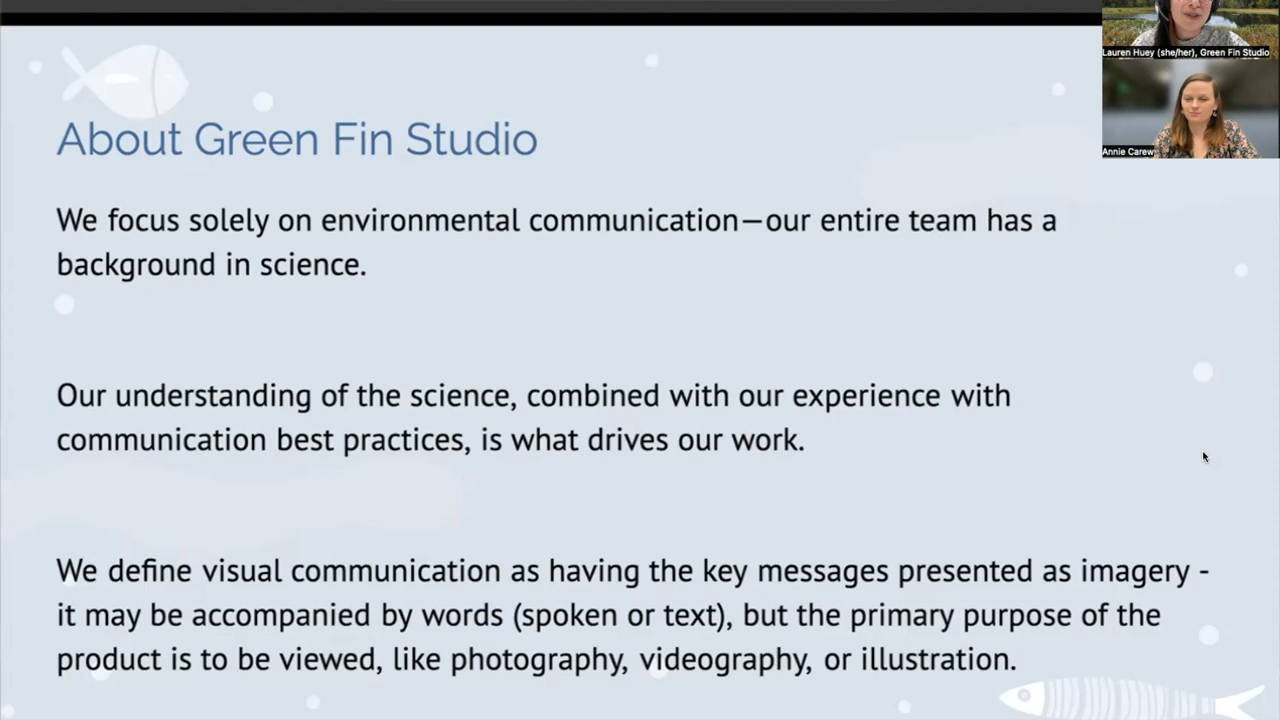 Lauren Huey (she/her), Green Fin Studio
Annie Carew
About Green Fin Studio
We focus solely on environmental communication—our entire team has a
background in science.
Our understanding of the science, combined with our experience with
communication best practices, is what drives our work.
We define visual communication as having the key messages presented as imagery -
it may be accompanied by words (spoken or text), but the primary purpose of the
product is to be viewed, like photography, videography, or illustration.